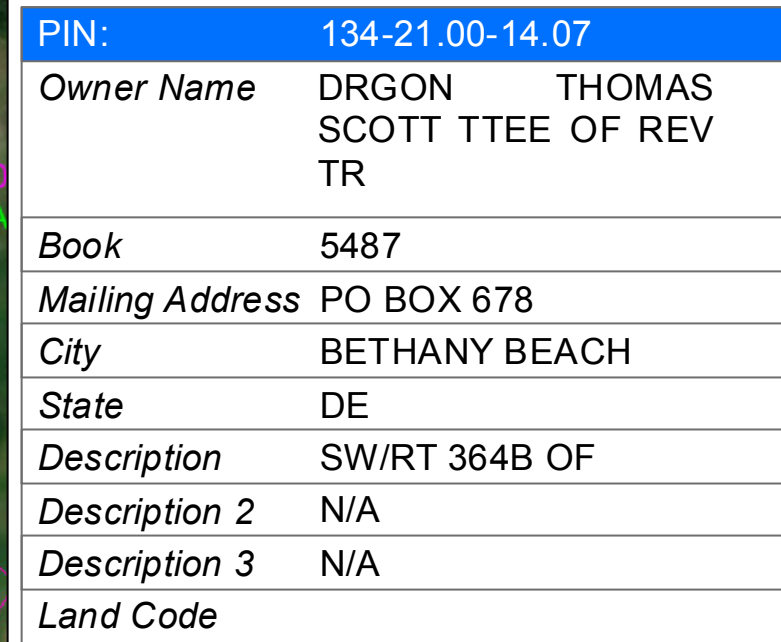 PIN: 134-21.00-14.07
Owner Name DRGON THOMAS
SCOTT TTEE OF REV
TR
Book 5487
Mailing Address PO BOX 678
City BETHANY BEACH
State DE
Description SW/RT 364B OF
Description 2 N/A
Description 3 N/A
Land Code